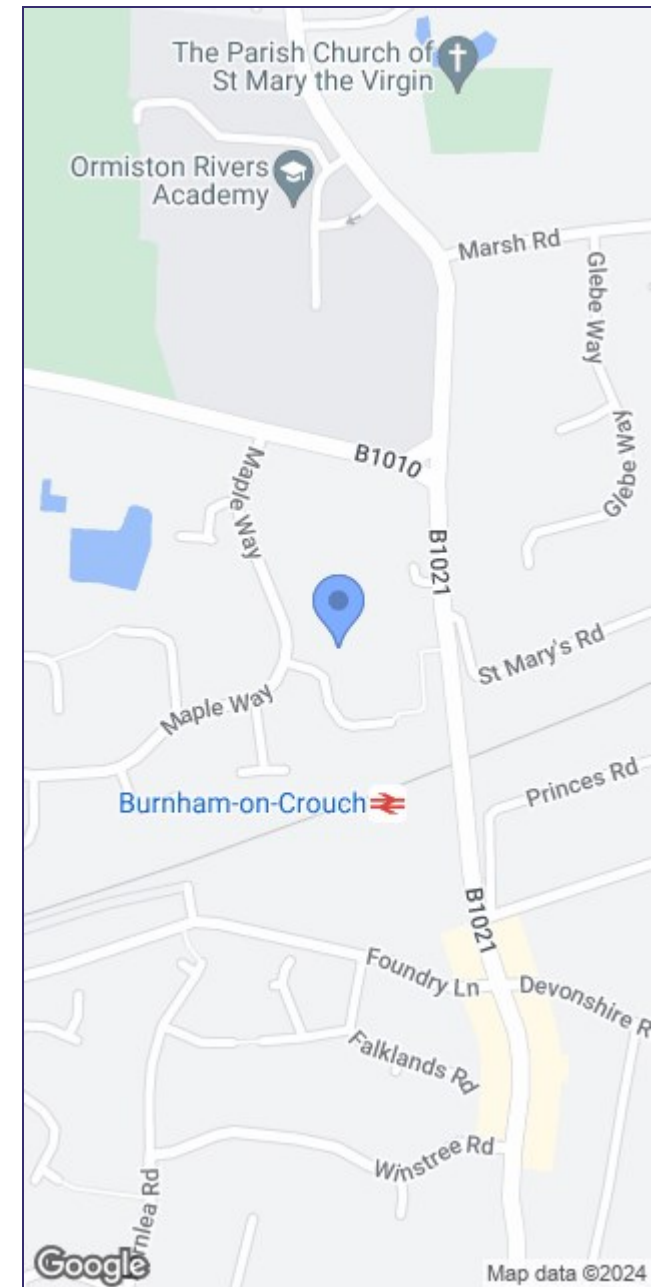 The Parish Church of
St Mary the Virgin
Ormiston Rivers
Academy
Marsh Rd
Glebe Way
Glebe Way
B1010
Maple Way
B1021
St Mary's Rd
Maple Way
Princes Rd
Burnham-on-Crouch
B1021
Foundry Ln
Devonshire R
Falklands Rd
Winstree Rd
rnlea Rd
Google
Map data ©2024